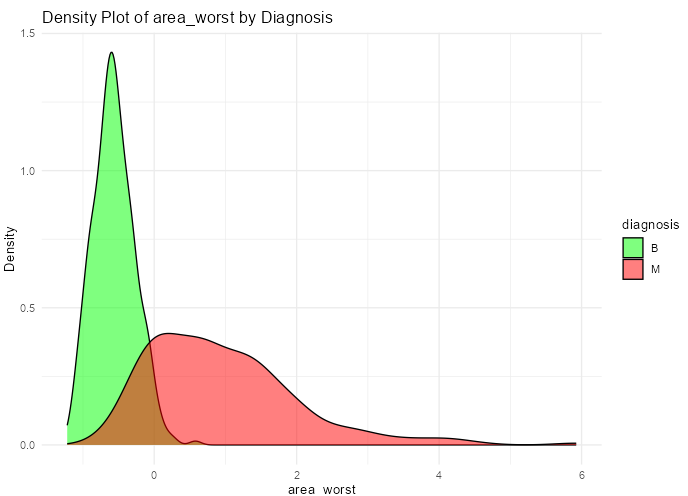 Density Plot of area_worst by Diagnosis
1.5
1.0
0.5
0.0
Density
0
2
4
6
area_worst
diagnosis
B
M